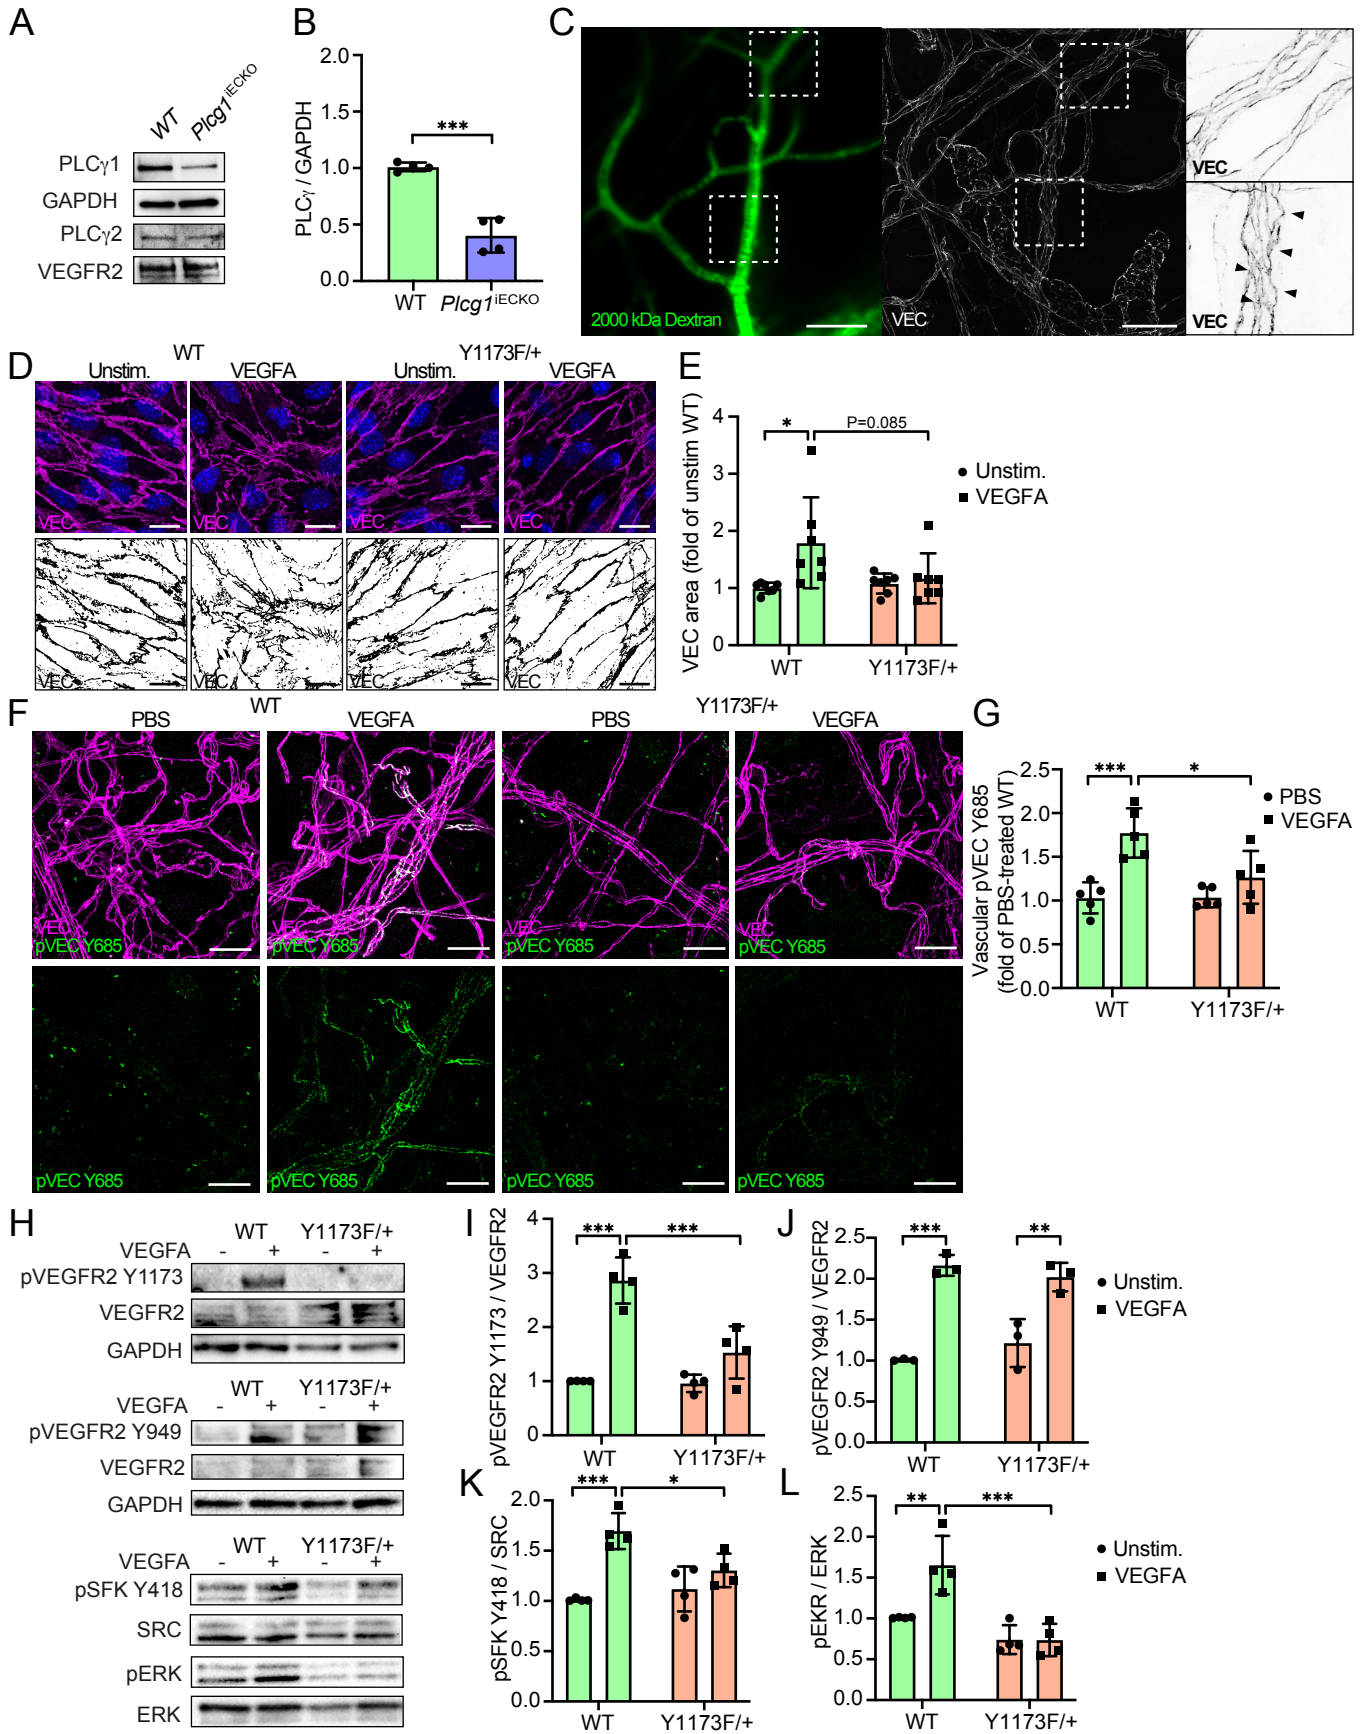 A
WT
Plcg1iECKO
PLCγ1
GAPDH
PLCγ2
VEGFR2
B
PLCγ / GAPDH
2.0
1.5
1.0
0.5
0.0
***
WT
Plcg1iECKO
C
2000 kDa Dextran
VEC
VEC
VEC
D
WT
Y1173F/+
Unstim.
VEGFA
Unstim.
VEGFA
VEC
VEC
VEC
VEC
VEC
VEC
VEC
VEC
E
VEC area (fold of unstim WT)
4
3
2
1
0
*
P=0.085
Unstim.
VEGFA
WT
Y1173F/+
F
WT
Y1173F/+
PBS
VEGFA
PBS
VEGFA
VEC
pVEC Y685
VEC
pVEC Y685
VEC
pVEC Y685
VEC
pVEC Y685
pVEC Y685
pVEC Y685
pVEC Y685
pVEC Y685
G
Vascular pVEC Y685
(fold of PBS-treated WT)
2.5
2.0
1.5
1.0
0.5
0.0
***
*
PBS
VEGFA
WT
Y1173F/+
H
WT Y1173F/+
VEGFA - + - +
pVEGFR2 Y1173
VEGFR2
GAPDH
WT Y1173F/+
VEGFA - + - +
pVEGFR2 Y949
VEGFR2
GAPDH
WT Y1173F/+
VEGFA - + - +
pSFK Y418
SRC
pERK
ERK
I
pVEGFR2 Y1173 / VEGFR2
4
3
2
1
0
***
***
WT
Y1173F/+
J
pVEGFR2 Y949 / VEGFR2
2.5
2.0
1.5
1.0
0.5
0.0
***
**
Unstim.
VEGFA
WT
Y1173F/+
K
pSFK Y418 / SRC
2.0
1.5
1.0
0.5
0.0
***
*
WT
Y1173F/+
L
pEKR / ERK
2.5
2.0
1.5
1.0
0.5
0.0
**
***
Unstim.
VEGFA
WT
Y1173F/+